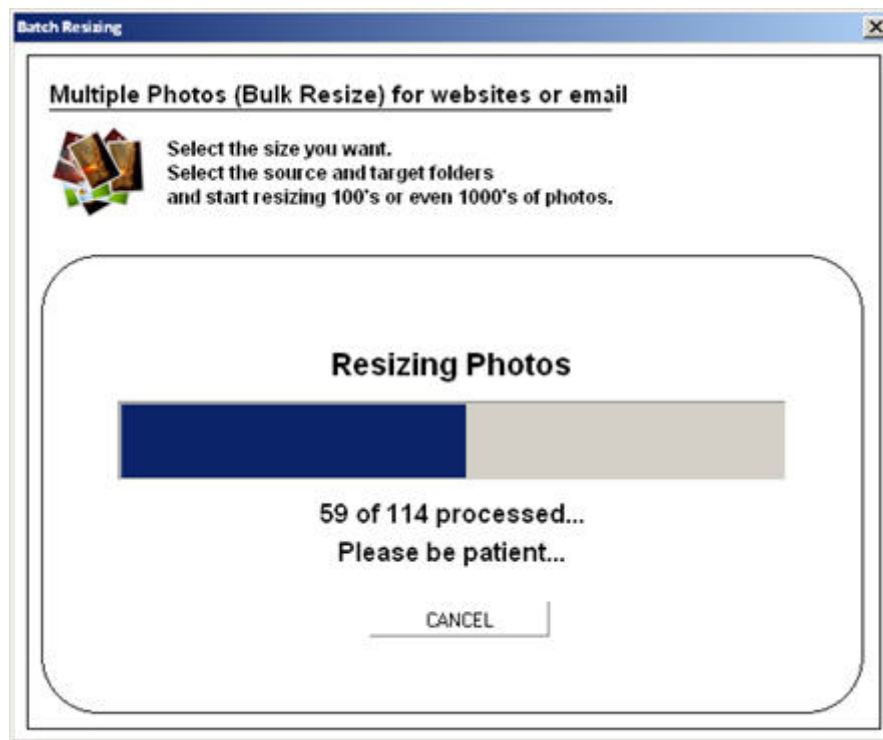 Batch Resizing
Multiple Photos (Bulk Resize) for websites or email
Select the size you want.
Select the source and target folders
and start resizing 100's or even 1000's of photos.
Resizing Photos
59 of 114 processed...
Please be patient...
CANCEL